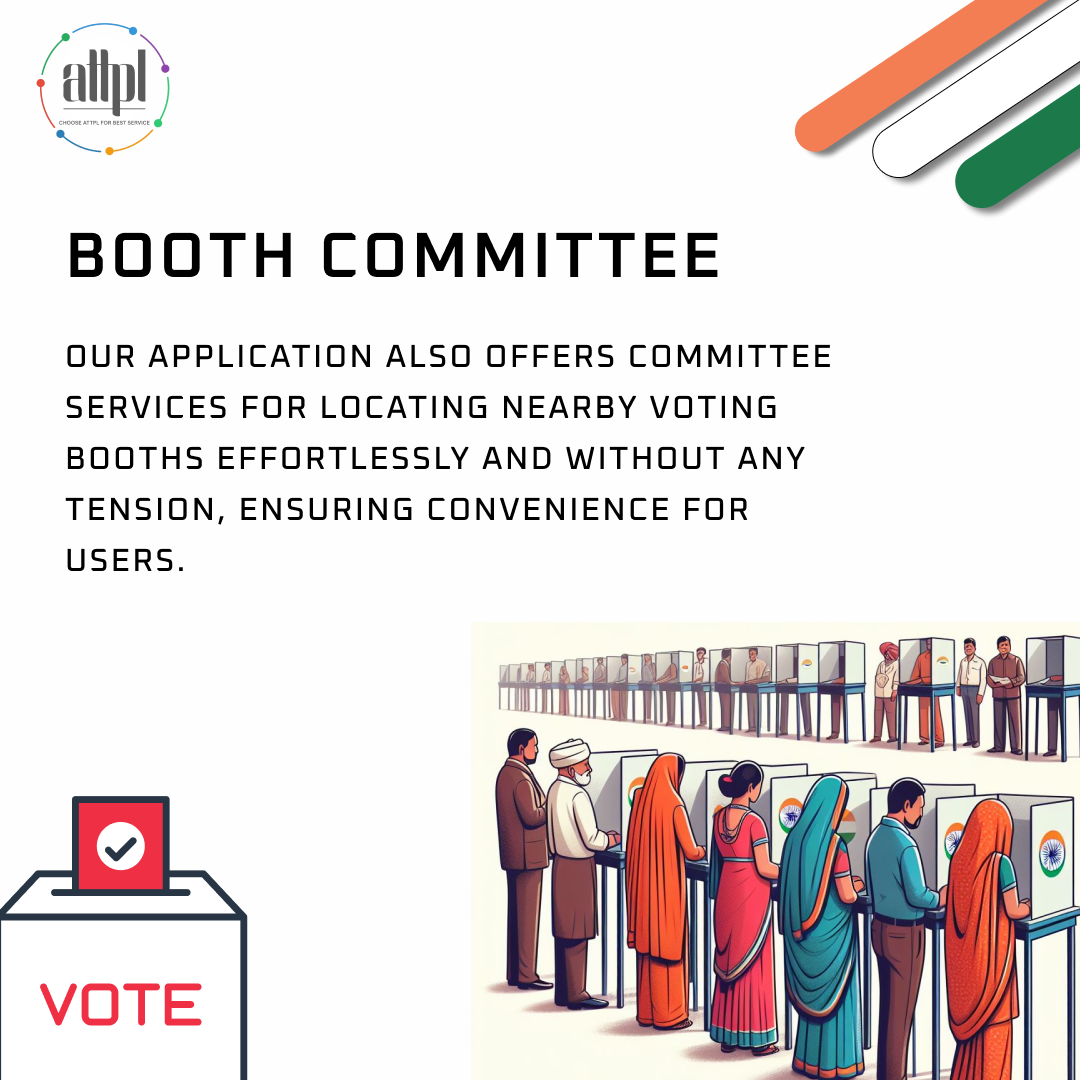 attpl
CHOOSE ATTPL FOR BEST SERVICE
BOOTH COMMITTEE
OUR APPLICATION ALSO OFFERS COMMITTEE
SERVICES FOR LOCATING NEARBY VOTING
BOOTHS EFFORTLESSLY AND WITHOUT ANY
TENSION, ENSURING CONVENIENCE FOR
USERS.
VOTE